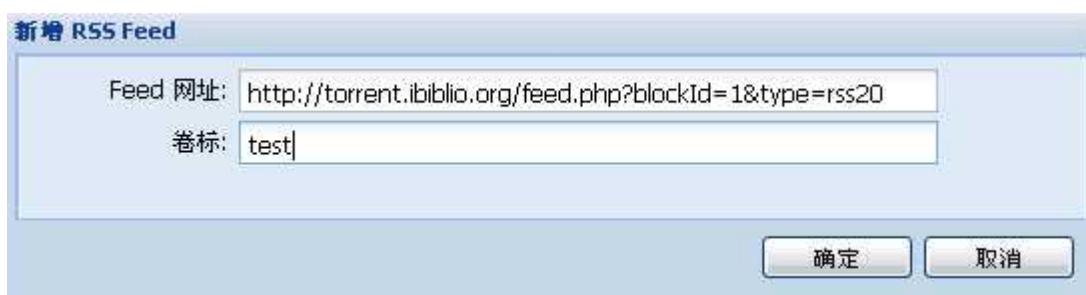 新增 RSS Feed
Feed 网址: http://torrent.ibiblio.org/feed.php?blockId=1&type=rss20
卷标: test
确定 取消